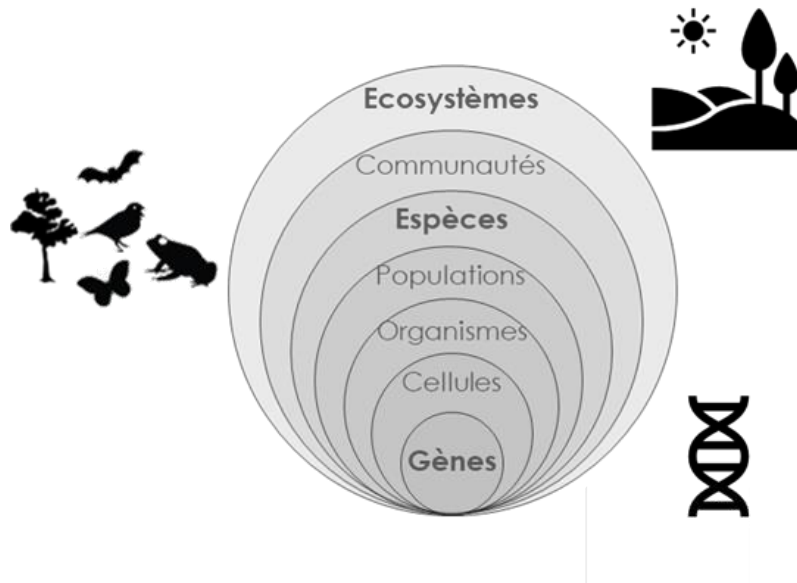 Ecosystèmes
Communautés
Espèces
Populations
Organismes
Cellules
Gènes